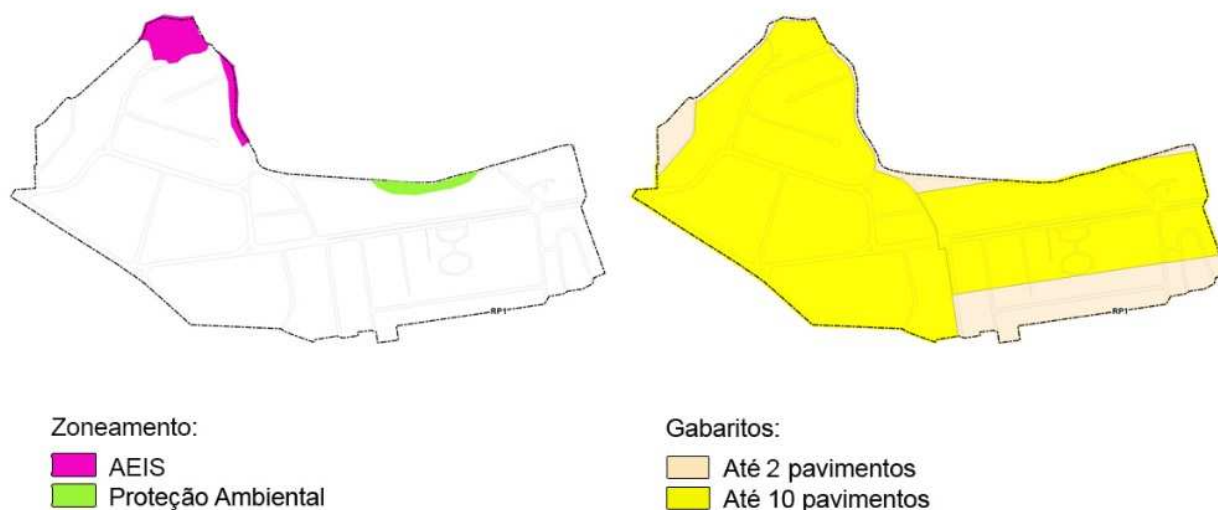 RP1
RP1
Zoneamento:
AEIS
Proteção Ambiental
Gabaritos:
Até 2 pavimentos
Até 10 pavimentos